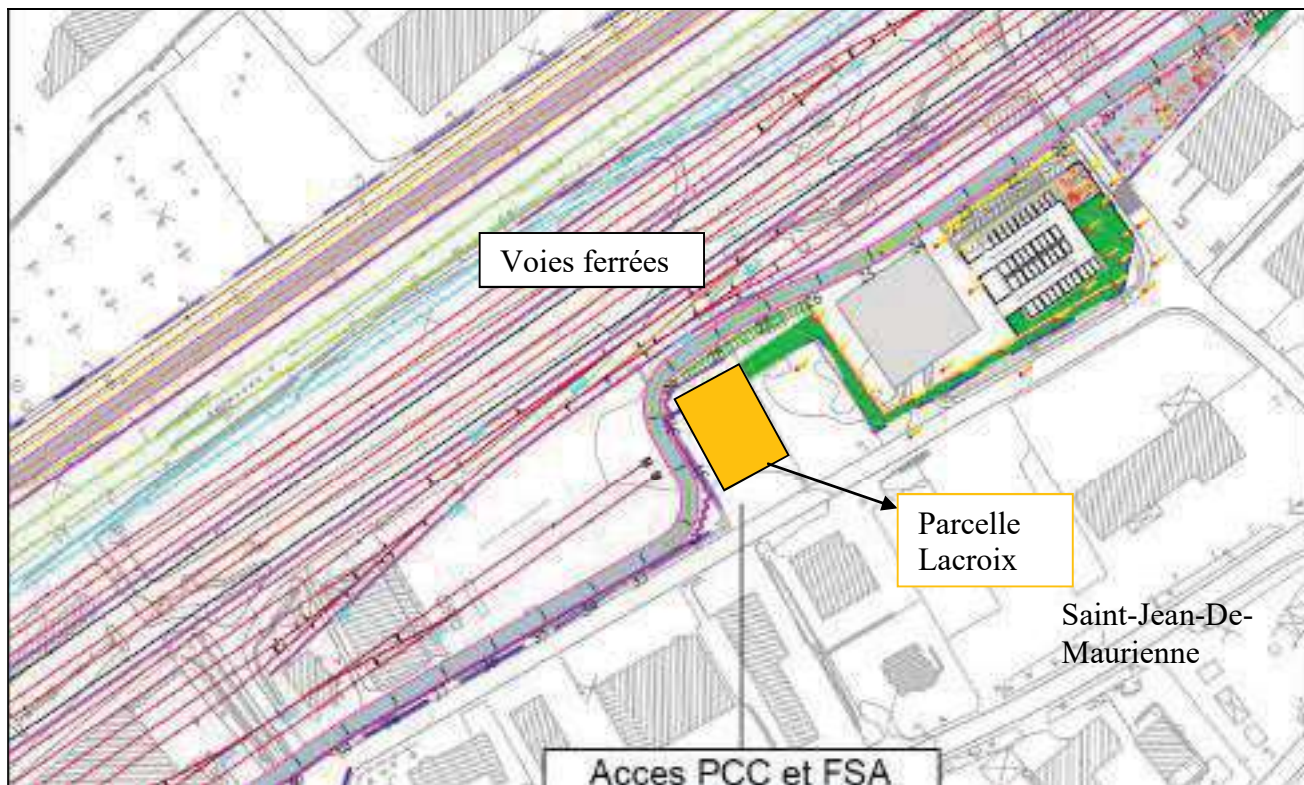 Voies ferrées
Parcelle
Lacroix
Saint-Jean-De-
Maurienne
Acces PCC et FSA